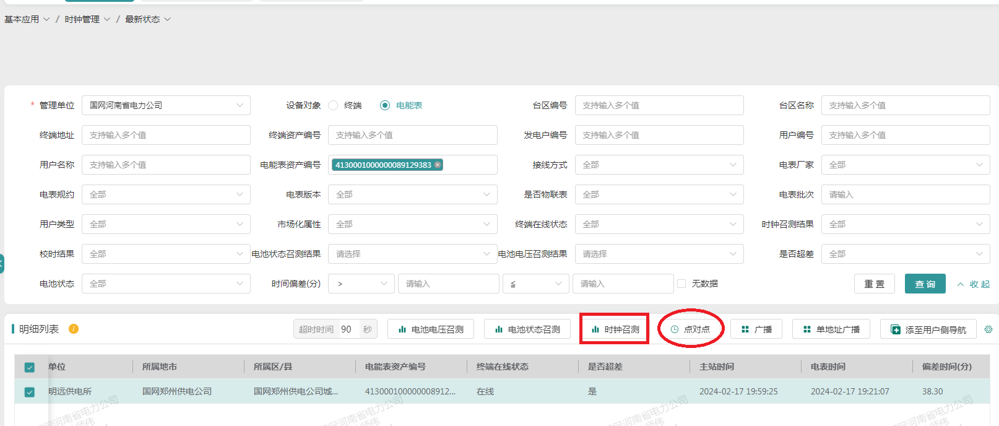 基本应用 / 时钟管理 / 最新状态
* 管理单位 国网河南省电力公司 设备对象 终端 电能表 台区编号 支持输入多个值 台区名称 支持输入多个值
终端地址 支持输入多个值 终端资产编号 支持输入多个值 发电户编号 支持输入多个值 用户编号 支持输入多个值
用户名称 支持输入多个值 电能表资产编号 4130001000000089129383 接线方式 全部 电表厂家 全部
电表规约 全部 电表版本 全部 是否物联表 全部 电表批次 请输入
用户类型 全部 市场化属性 全部 终端在线状态 全部 时钟召测结果 全部
校时结果 全部 电池状态召测结果 请选择 电池电压召测结果 请选择 是否超差 全部
电池状态 全部 时间偏差(分) > 请输入 ≦ 请输入 无数据 重 置 查 询 收 起
明细列表 i 超时时间 90 秒 电池电压召测 电池状态召测 时钟召测 点对点 广播 单地址广播 添至用户侧导航
单位 所属地市 所属区/县 电能表资产编号 终端在线状态 是否超差 主站时间 电表时间 偏差时间(分)
明远供电所 国网郑州供电公司 国网郑州供电公司城... 413000100000008912... 在线 是 2024-02-17 19:59:25 2024-02-17 19:21:07 38.30